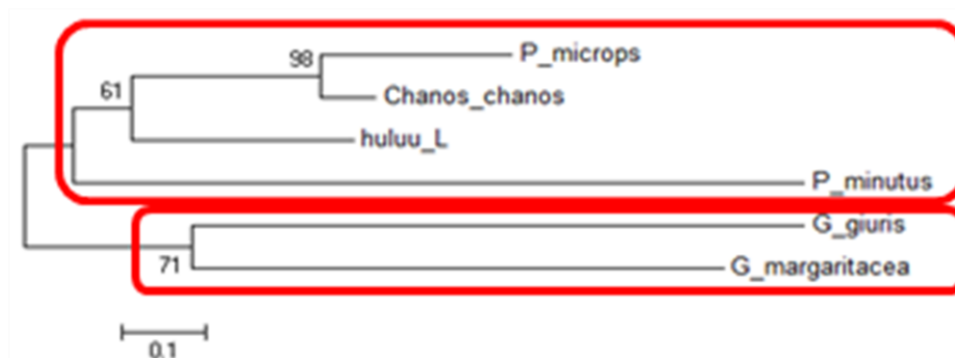 98
P_microps
Chanos_chanos
61
huluu_L
P_minutus
G_giuris
71
G_margaritacea
0.1